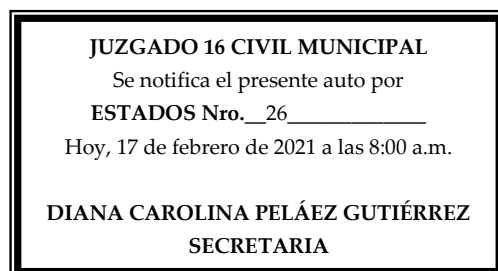 JUZGADO 16 CIVIL MUNICIPAL
Se notifica el presente auto por
ESTADOS Nro.__26_____________
Hoy, 17 de febrero de 2021 a las 8:00 a.m.
DIANA CAROLINA PELÁEZ GUTIÉRREZ
SECRETARIA